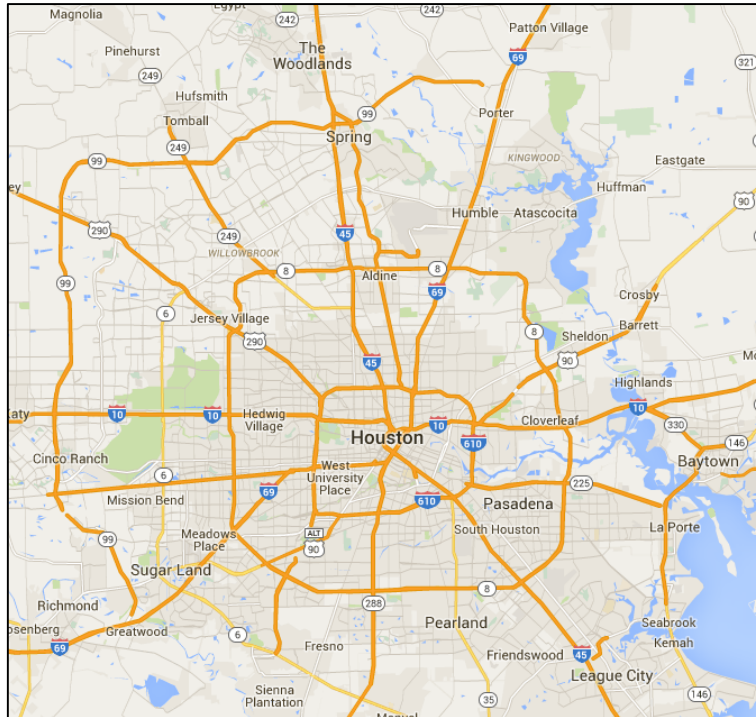 Magnolia
Egypt
242
242
Patton Village
Pinehurst
The
Woodlands
69
321
249
Hufsmith
Tomball
99
Porter
Spring
249
KINGWOOD
99
Eastgate
Huffman
90
290
Humble
Atascocita
45
249
WILLOWBROOK
8
Aldine
8
99
69
Crosby
6
Jersey Village
Barrett
8
Sheldon
290
90
45
Highlands
Katy
10
10
Hedwig
Village
10
Cloverleaf
10
330
Houston
610
146
Cinco Ranch
Baytown
West
University
Place
6
69
225
Mission Bend
610
Pasadena
Meadows
Place
South Houston
La Porte
ALT
90
99
Sugar Land
8
Richmond
288
Rosenberg
Greatwood
6
Pearland
Seabrook
Kemah
69
Fresno
Friendswood
45
League City
Sienna
Plantation
35
146